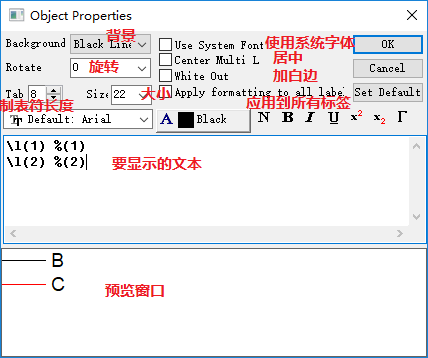 Object Properties
背景
Background Black Line
Use System Font 使用系统字体
OK
Rotate 0 旋转
Center Multi L 居中
Cancel
White Out 加白边
Tab 8 Size 22 大小
Apply formatting to all label
Set Default
制表符长度
应用到所有标签
Default: Arial
A Black
N B I U x² x₂ Γ
\l(1) %(1)
\l(2) %(2)
要显示的文本
B
C
预览窗口